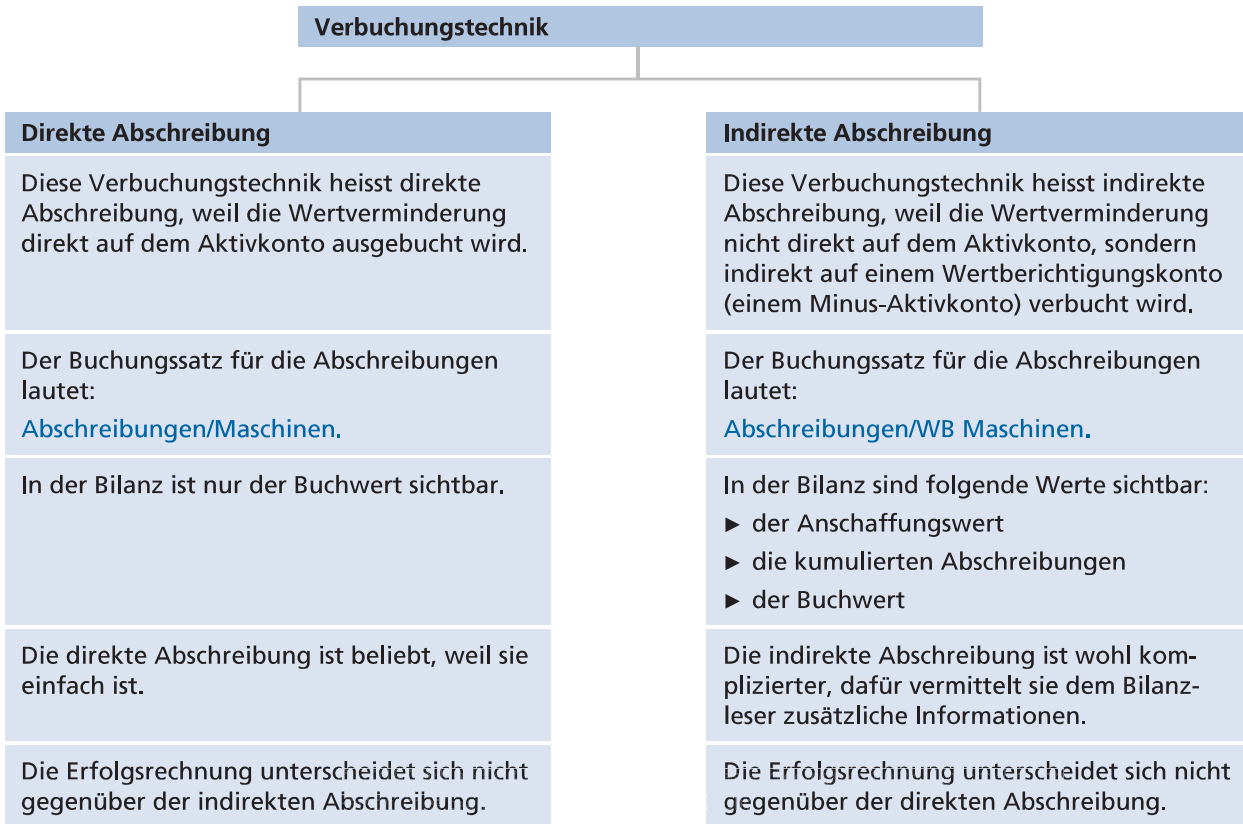 Verbuchungstechnik
Direkte Abschreibung
Diese Verbuchungstechnik heisst direkte
Abschreibung, weil die Wertverminderung
direkt auf dem Aktivkonto ausgebucht wird.
Der Buchungssatz für die Abschreibungen
lautet:
Abschreibungen/Maschinen.
In der Bilanz ist nur der Buchwert sichtbar.
Die direkte Abschreibung ist beliebt, weil sie
einfach ist.
Die Erfolgsrechnung unterscheidet sich nicht
gegenüber der indirekten Abschreibung.
Indirekte Abschreibung
Diese Verbuchungstechnik heisst indirekte
Abschreibung, weil die Wertverminderung
nicht direkt auf dem Aktivkonto, sondern
indirekt auf einem Wertberichtigungskonto
(einem Minus-Aktivkonto) verbucht wird.
Der Buchungssatz für die Abschreibungen
lautet:
Abschreibungen/WB Maschinen.
In der Bilanz sind folgende Werte sichtbar:
► der Anschaffungswert
► die kumulierten Abschreibungen
► der Buchwert
Die indirekte Abschreibung ist wohl kom-
plizierter, dafür vermittelt sie dem Bilanz-
leser zusätzliche Informationen.
Die Erfolgsrechnung unterscheidet sich nicht
gegenüber der direkten Abschreibung.